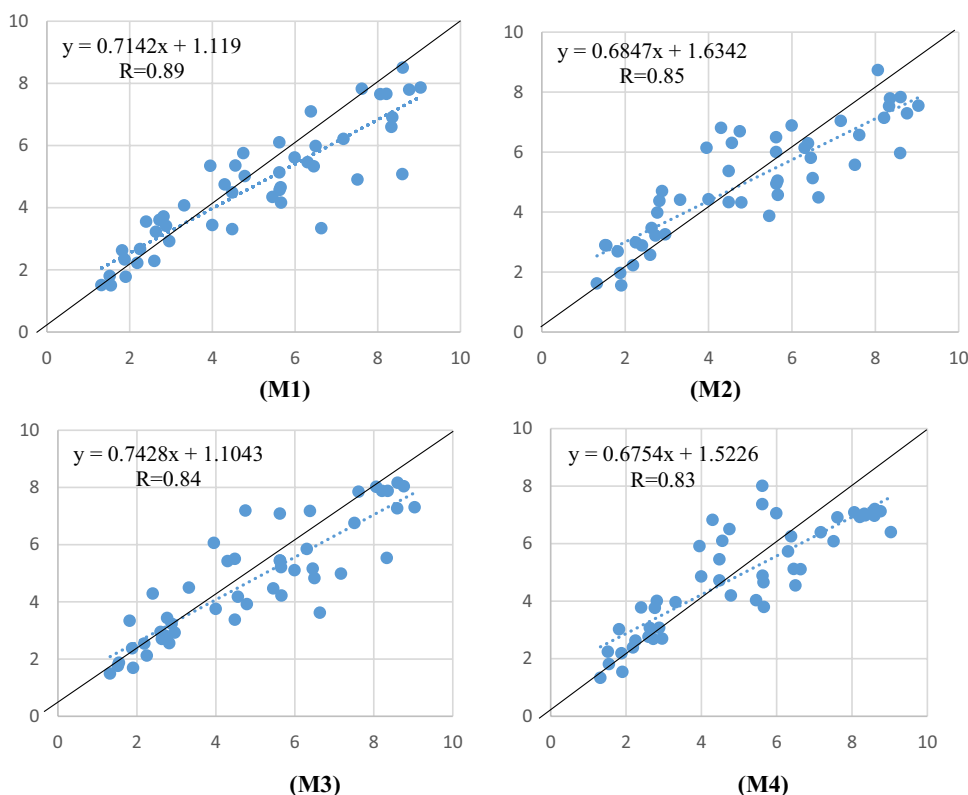 y = 0.7142x + 1.119
R=0.89
10
8
6
4
2
0
0 2 4 6 8 10
(M1)
y = 0.6847x + 1.6342
R=0.85
10
8
6
4
2
0
0 2 4 6 8 10
(M2)
y = 0.7428x + 1.1043
R=0.84
10
8
6
4
2
0
0 2 4 6 8 10
(M3)
y = 0.6754x + 1.5226
R=0.83
10
8
6
4
2
0
0 2 4 6 8 10
(M4)